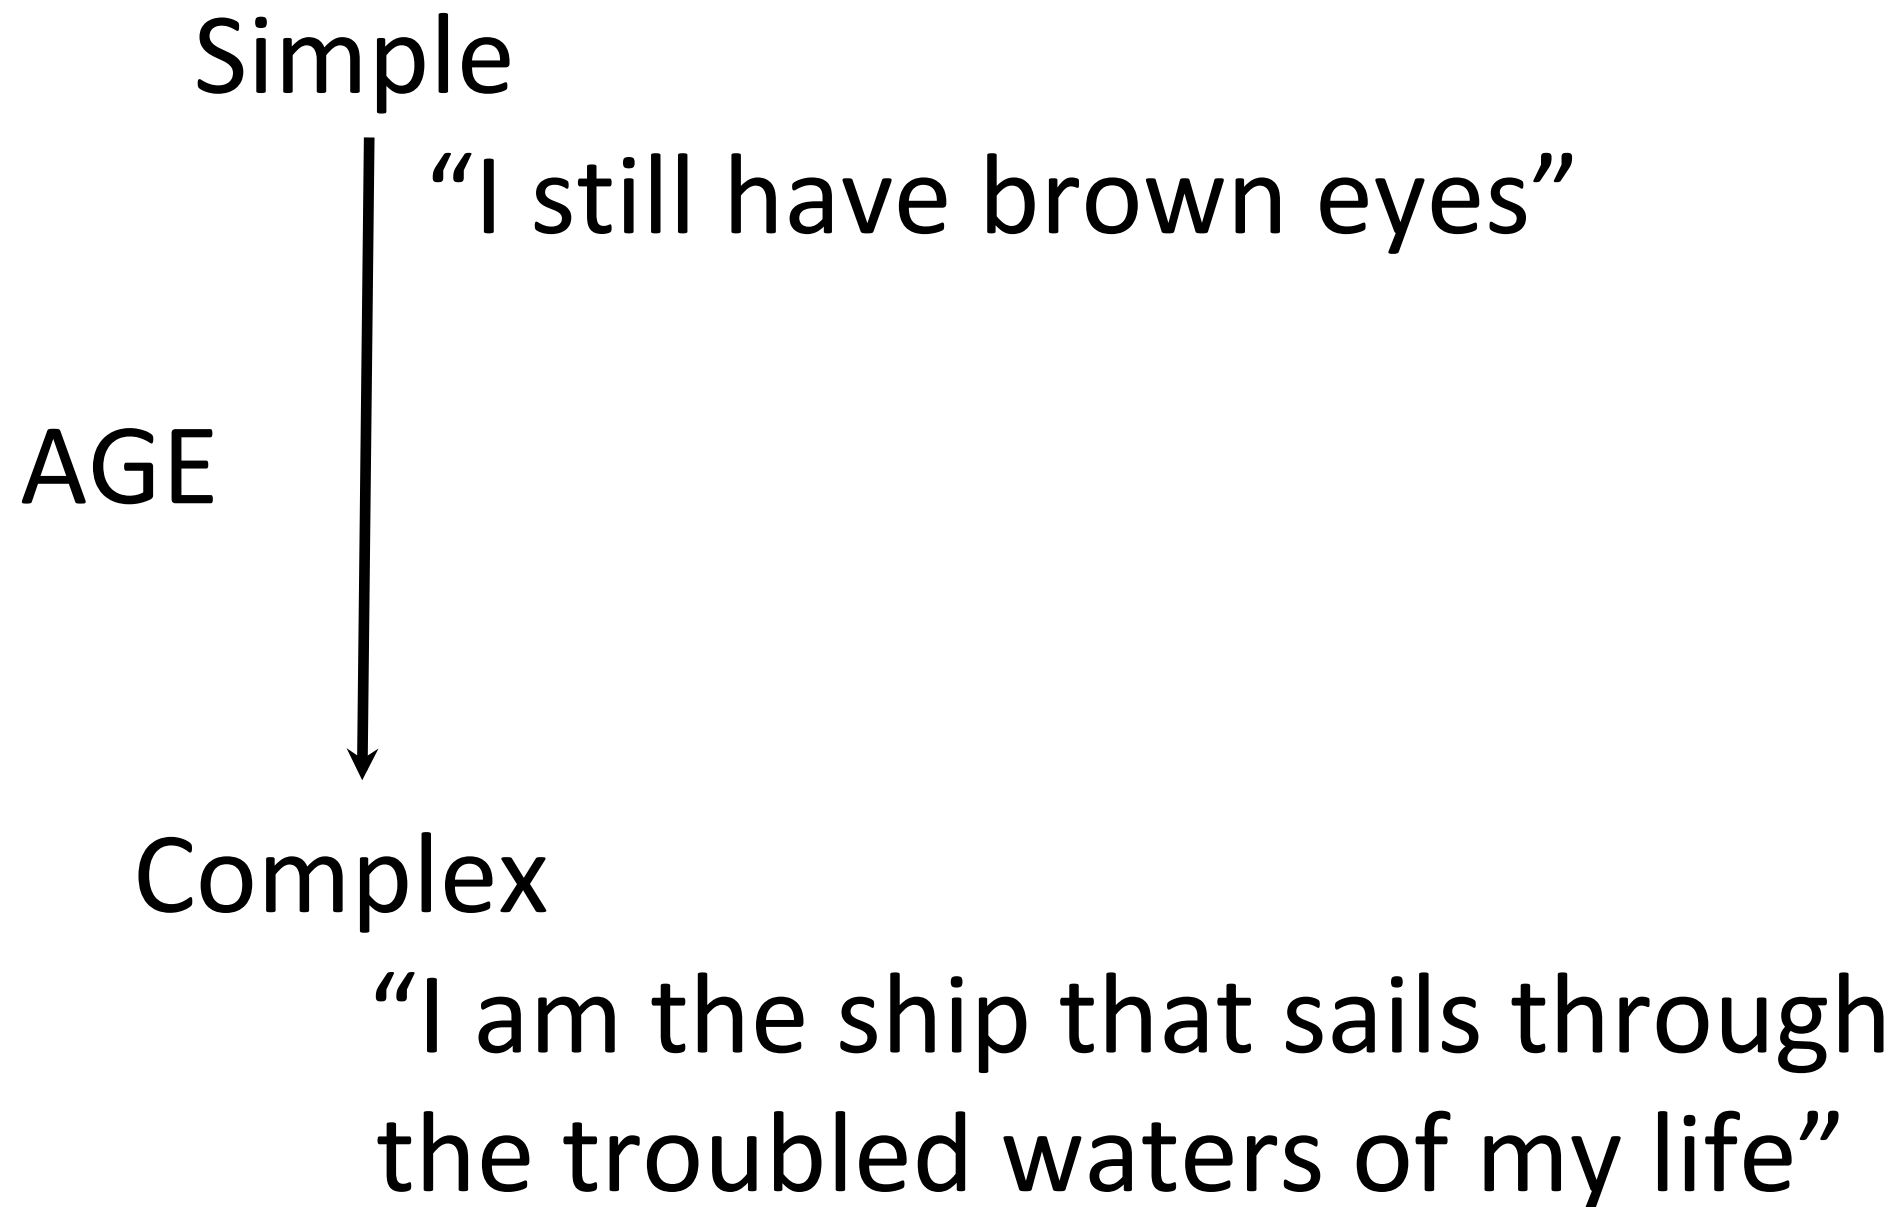 Simple
“I still have brown eyes”
AGE
Complex
“I am the ship that sails through
the troubled waters of my life”